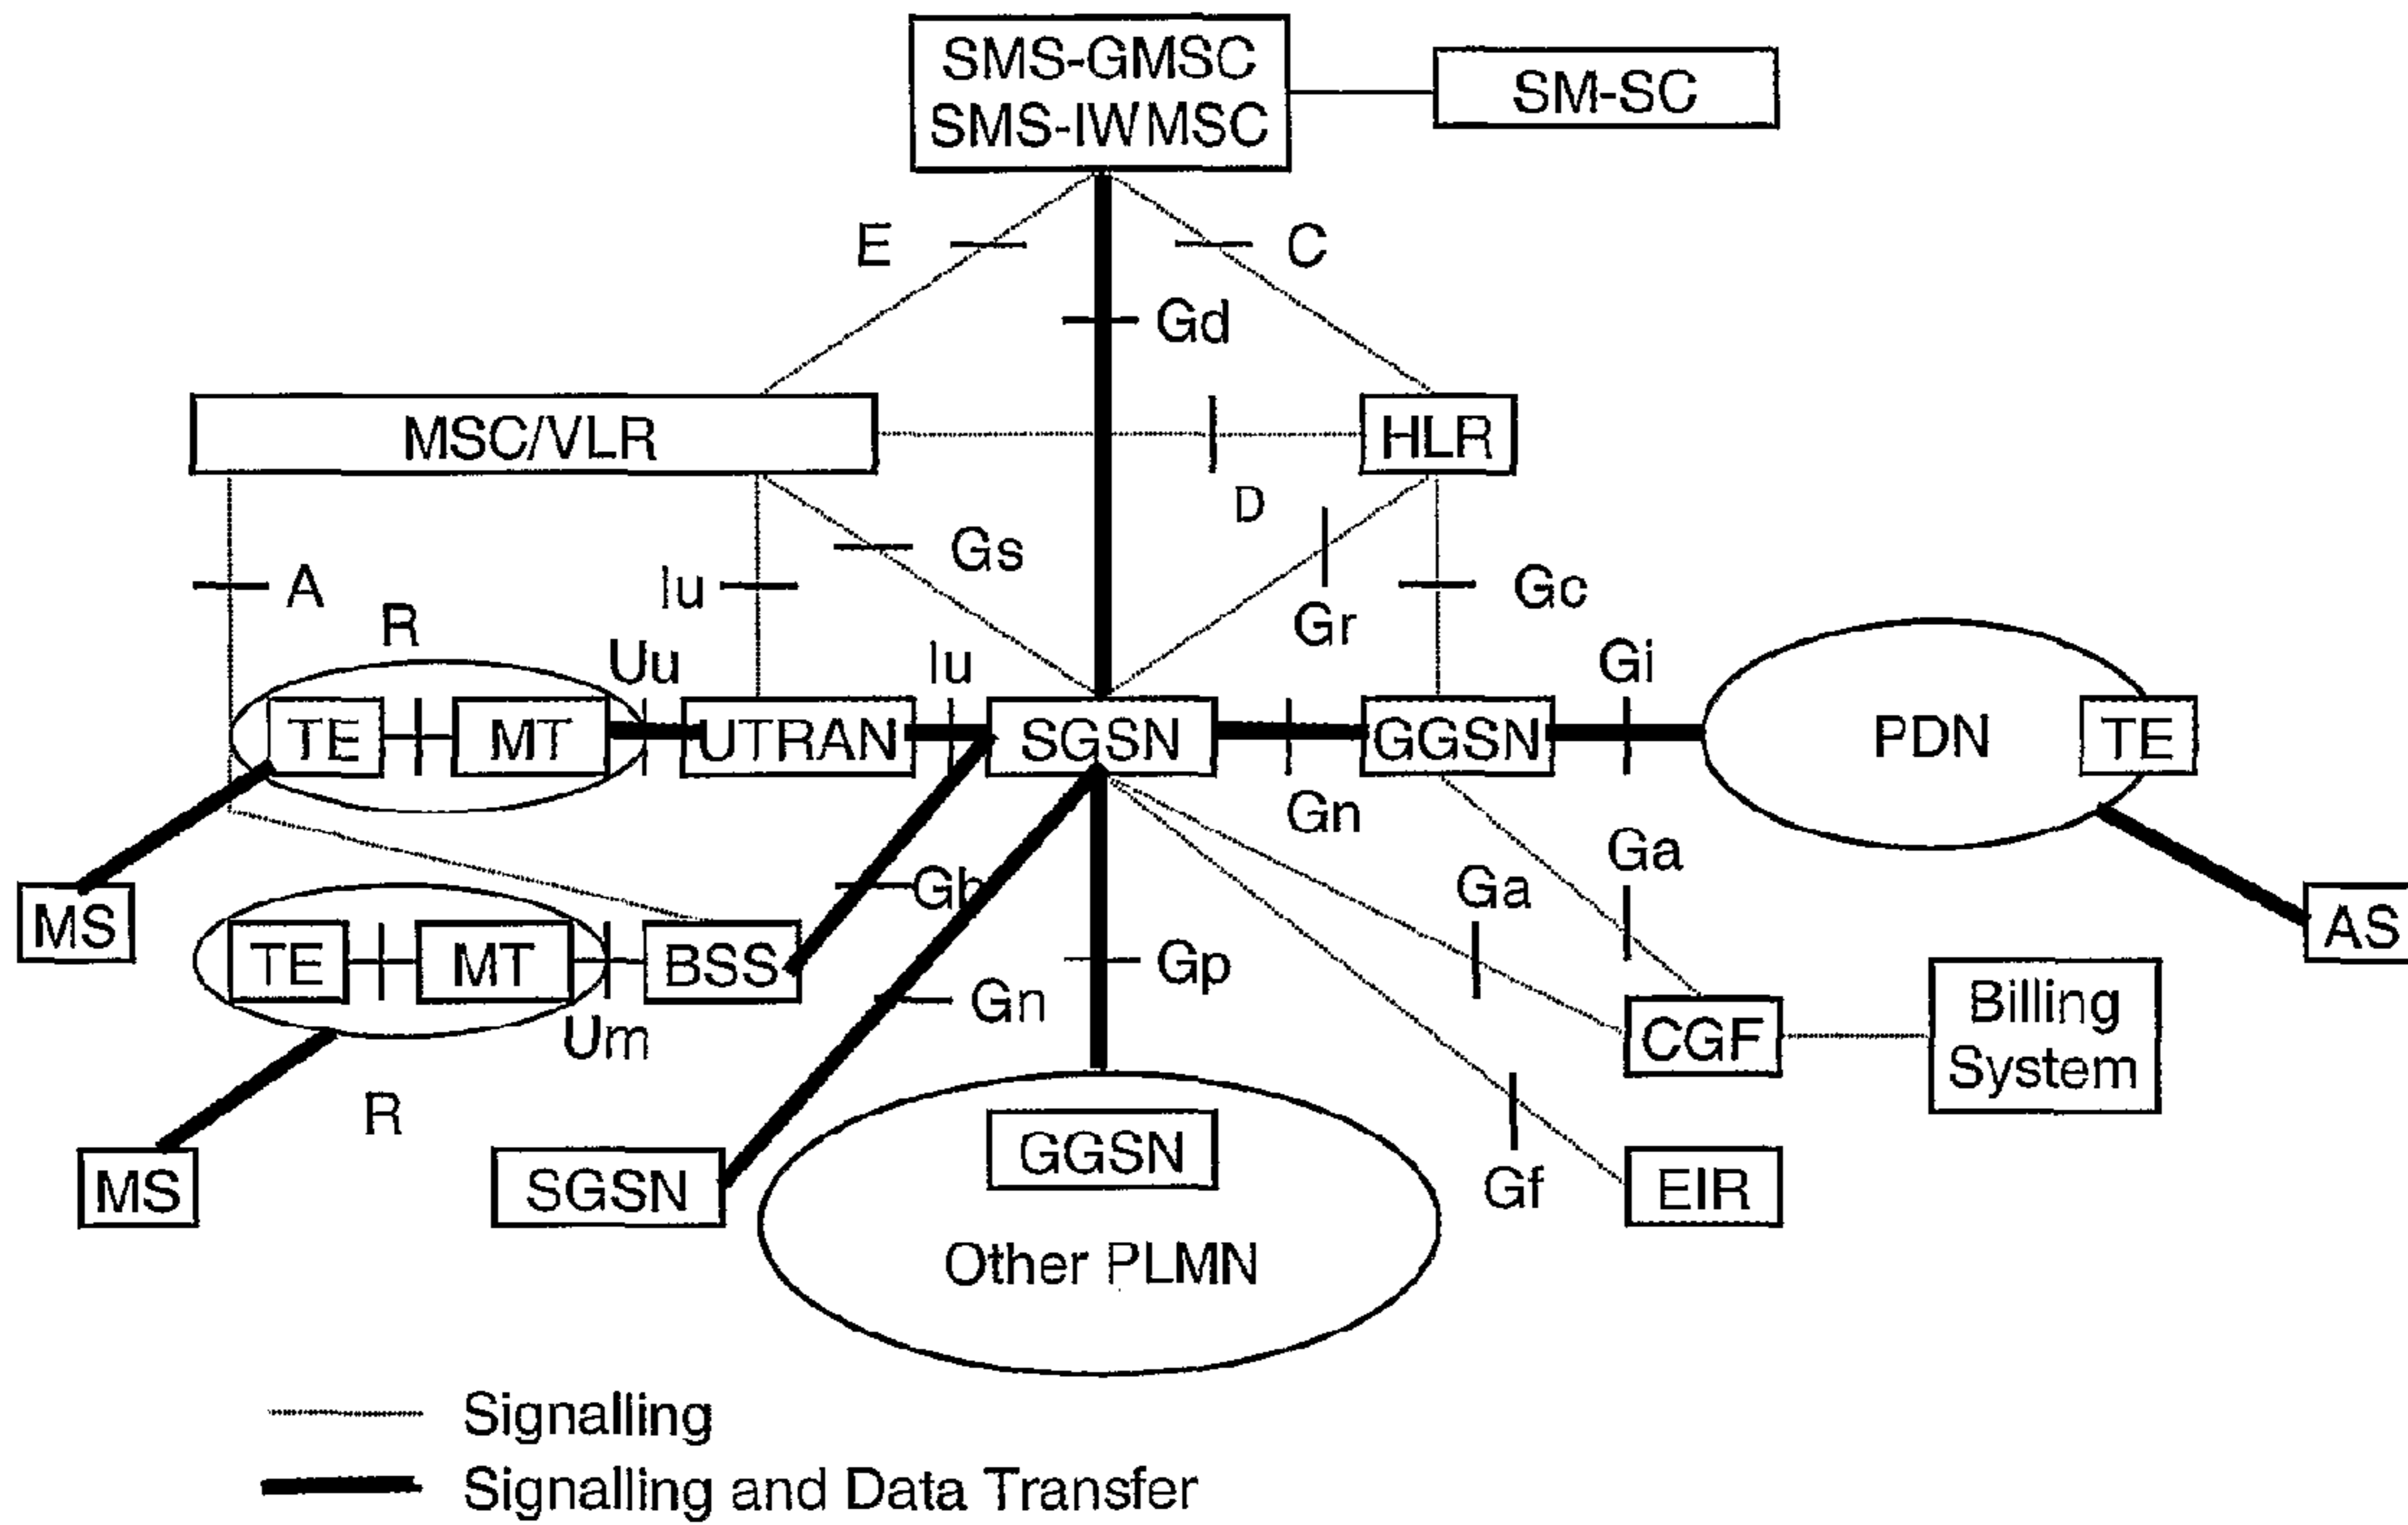 SMS-GMSC
SMS-IWMSC
SM-SC
E
C
Gd
MSC/VLR
HLR
D
Gs
A
Iu
Gr
Gc
R
Uu
Iu
Gi
TE
MT
UTRAN
SGSN
GGSN
PDN
TE
Gn
Ga
Gb
Ga
MS
AS
TE
MT
BSS
Gp
Gn
Um
CGF
Billing
System
R
MS
SGSN
GGSN
Gf
EIR
Other PLMN
Signalling
Signalling and Data Transfer